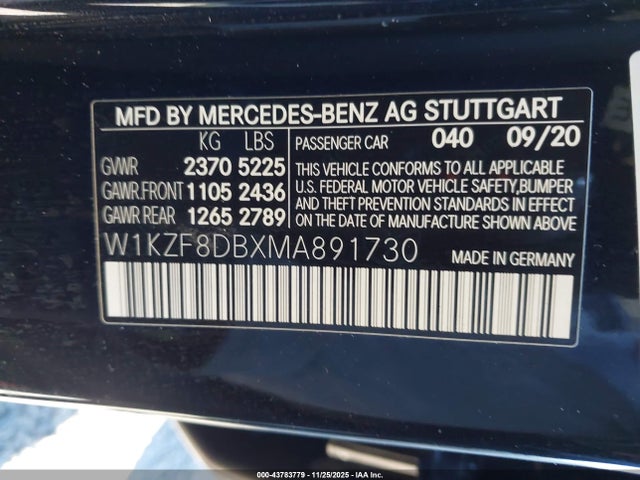 MFD BY MERCEDES-BENZ AG STUTTGART
KG LBS PASSENGER CAR 040 09/20
GVWR 2370 5225 THIS VEHICLE CONFORMS TO ALL APPLICABLE
GAWR FRONT 1105 2436 U.S. FEDERAL MOTOR VEHICLE SAFETY,BUMPER
GAWR REAR 1265 2789 AND THEFT PREVENTION STANDARDS IN EFFECT
ON THE DATE OF MANUFACTURE SHOWN ABOVE.
W1KZF8DBXMA891730 MADE IN GERMANY
000-43783779 - 11/25/2025 - IAA Inc.